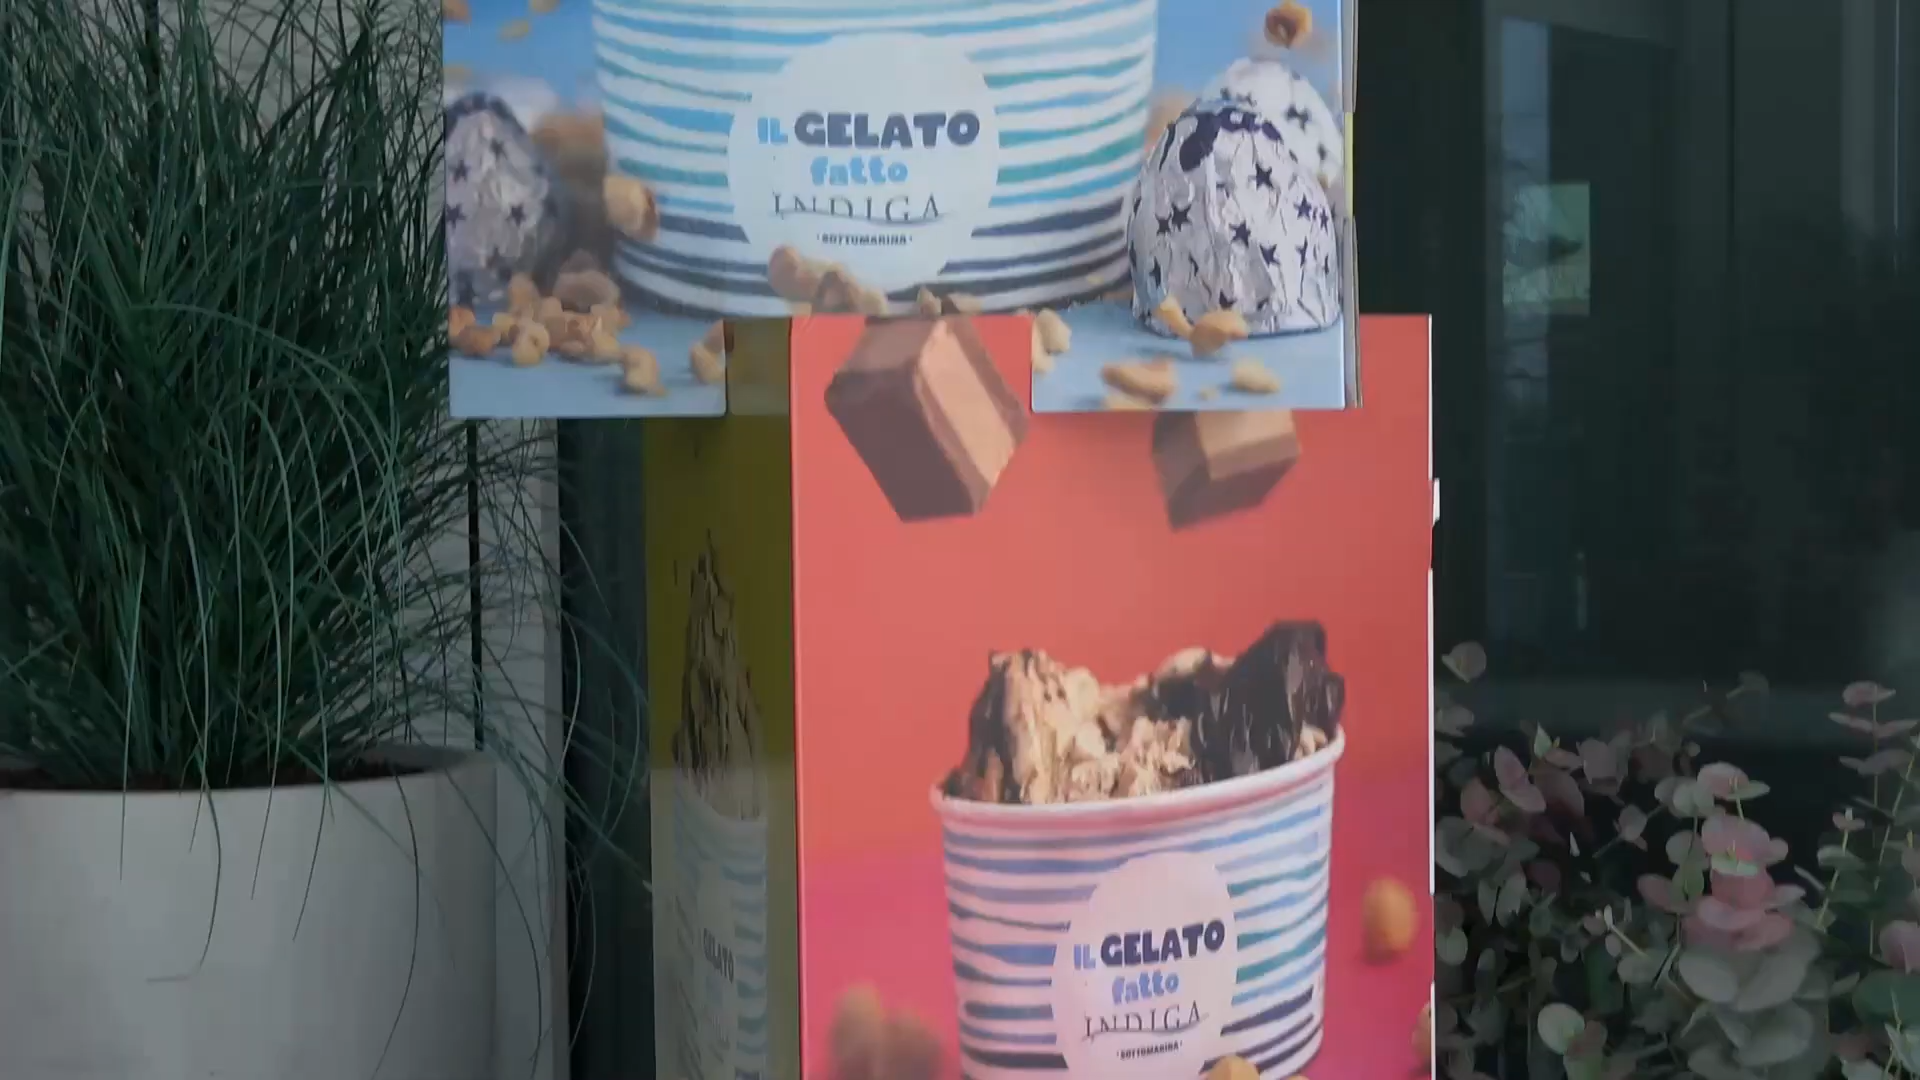 IL GELATO
fatto
INDIGA
·SOTTOMARINA·
GELATO
IL GELATO
fatto
INDIGA
·SOTTOMARINA·